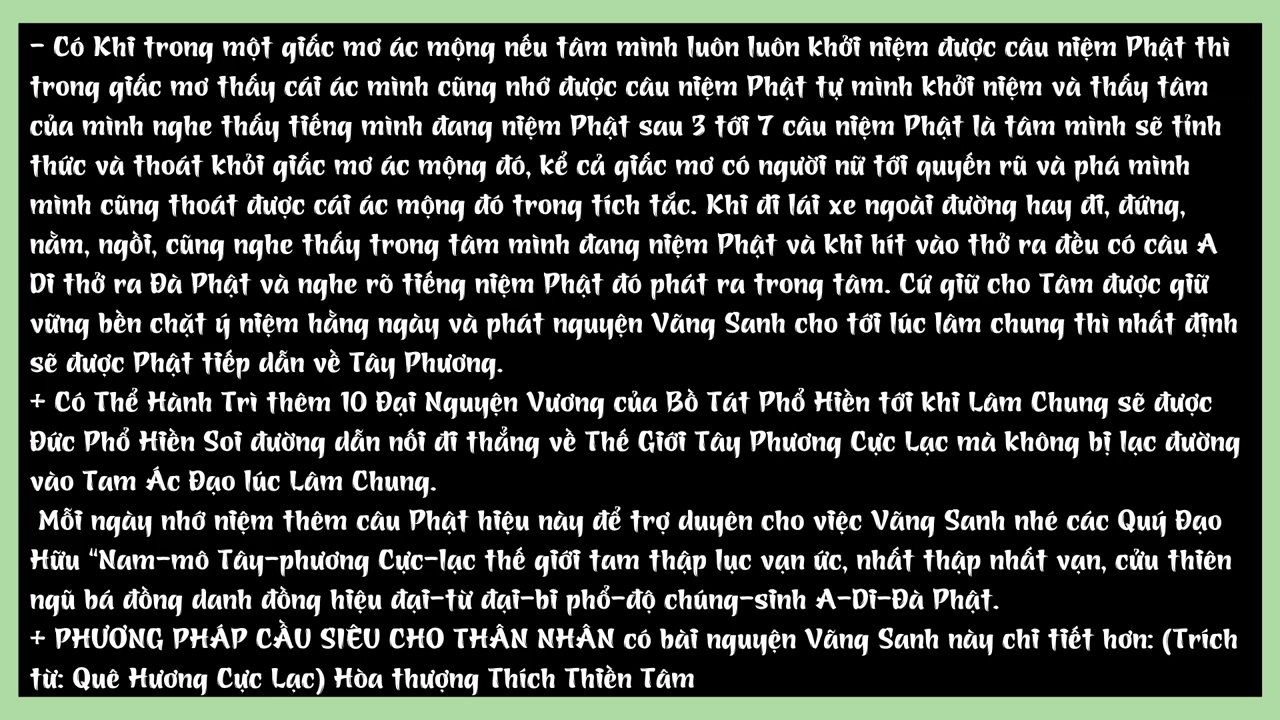 - Có Khi trong một giấc mơ ác mộng nếu tâm mình luôn luôn khởi niệm được câu niệm Phật thì
trong giấc mơ thấy cái ác mình cũng nhớ được câu niệm Phật tự mình khởi niệm và thấy tâm
của mình nghe thấy tiếng mình đang niệm Phật sau 3 tới 7 câu niệm Phật là tâm mình sẽ tỉnh
thức và thoát khỏi giấc mơ ác mộng đó, kể cả giấc mơ có người nữ tới quyến rũ và phá mình
mình cũng thoát được cái ác mộng đó trong tích tắc. Khi đi lái xe ngoài đường hay đi, đứng,
nằm, ngồi, cũng nghe thấy trong tâm mình đang niệm Phật và khi hít vào thở ra đều có câu A
Di thở ra Đà Phật và nghe rõ tiếng niệm Phật đó phát ra trong tâm. Cứ giữ cho Tâm được giữ
vững bền chặt ý niệm hằng ngày và phát nguyện Vãng Sanh cho tới lúc lâm chung thì nhất định
sẽ được Phật tiếp dẫn về Tây Phương.
+ Có Thể Hành Trì thêm 10 Đại Nguyện Vương của Bồ Tát Phổ Hiền tới khi Lâm Chung sẽ được
Đức Phổ Hiền Soi đường dẫn nối đi thẳng về Thế Giới Tây Phương Cực Lạc mà không bị lạc đường
vào Tam Ác Đạo lúc Lâm Chung.
Mỗi ngày nhớ niệm thêm câu Phật hiệu này để trợ duyên cho việc Vãng Sanh nhé các Quý Đạo
Hữu “Nam-mô Tây-phương Cực-lạc thế giới tam thập lục vạn ức, nhất thập nhất vạn, cửu thiên
ngũ bá đồng danh đồng hiệu đại-từ đại-bi phổ-độ chúng-sinh A-Di-Đà Phật.
+ PHƯƠNG PHÁP CẦU SIÊU CHO THÂN NHÂN có bài nguyện Vãng Sanh này chi tiết hơn: (Trích
từ: Quê Hương Cực Lạc) Hòa thượng Thích Thiền Tâm